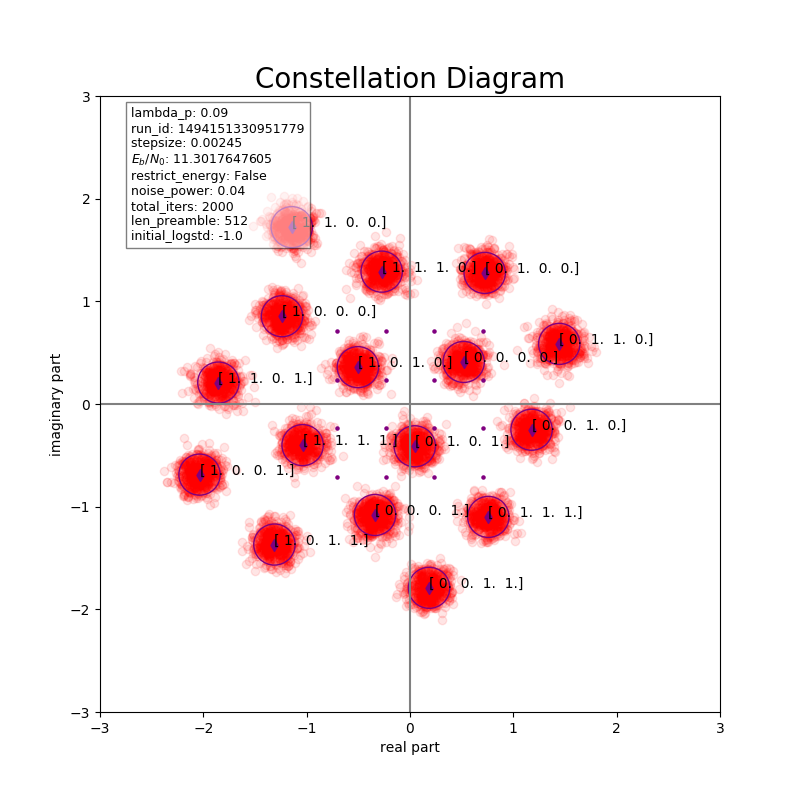 Constellation Diagram
3
lambda_p: 0.09
run_id: 1494151330951779
stepsize: 0.00245
E_b/N_0: 11.3017647605
restrict_energy: False
noise_power: 0.04
total_iters: 2000
len_preamble: 512
initial_logstd: -1.0
2
[ 1. 1. 0. 0.]
[ 1. 1. 1. 0.]
[ 0. 1. 0. 0.]
1
[ 1. 0. 0. 0.]
[ 0. 1. 1. 0.]
[ 1. 0. 1. 0.]
[ 0. 0. 0. 0.]
[ 1. 1. 0. 1.]
0
[ 0. 0. 1. 0.]
[ 1. 1. 1. 1.]
[ 0. 1. 0. 1.]
[ 1. 0. 0. 1.]
−1
[ 0. 0. 0. 1.]
[ 0. 1. 1. 1.]
[ 1. 0. 1. 1.]
[ 0. 0. 1. 1.]
−2
−3
imaginary part
−3 −2 −1 0 1 2 3
real part